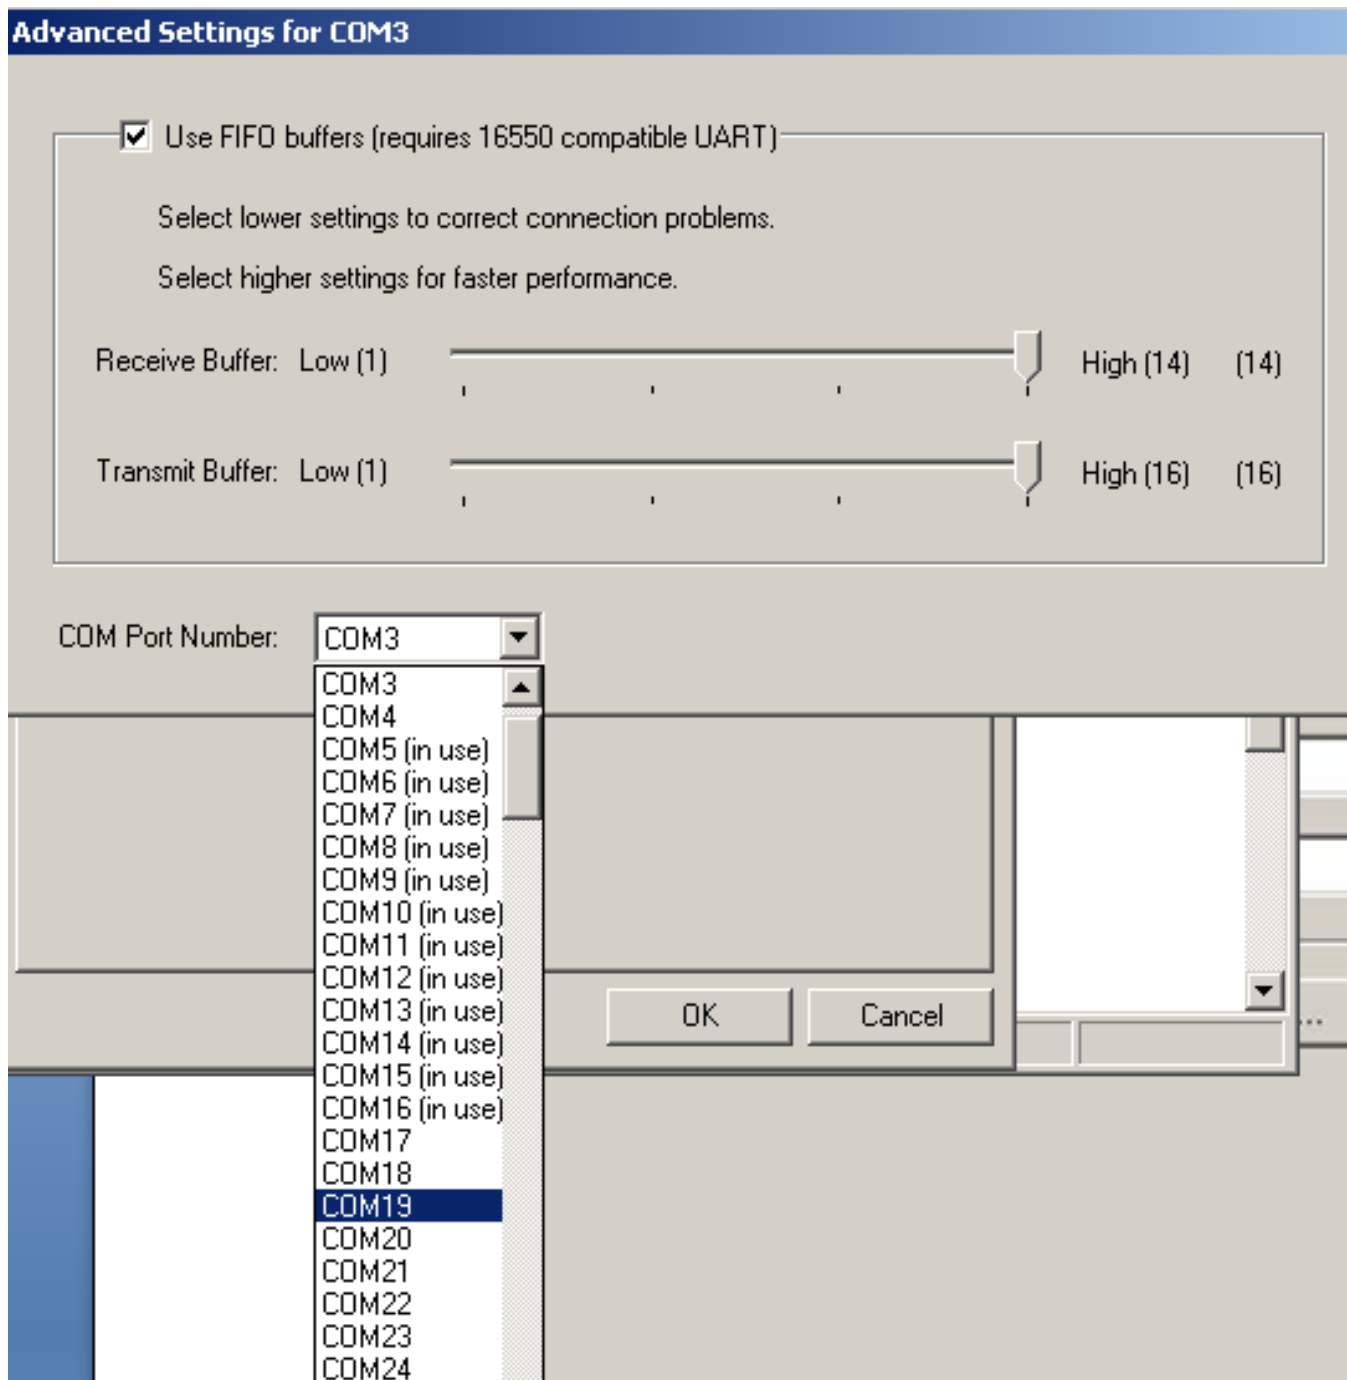 Advanced Settings for COM3
Use FIFO buffers (requires 16550 compatible UART)
Select lower settings to correct connection problems.
Select higher settings for faster performance.
Receive Buffer: Low (1) High (14) (14)
Transmit Buffer: Low (1) High (16) (16)
COM Port Number: COM3
COM3
COM4
COM5 (in use)
COM6 (in use)
COM7 (in use)
COM8 (in use)
COM9 (in use)
COM10 (in use)
COM11 (in use)
COM12 (in use)
COM13 (in use)
COM14 (in use)
COM15 (in use)
COM16 (in use)
COM17
COM18
COM19
COM20
COM21
COM22
COM23
COM24
OK Cancel
...